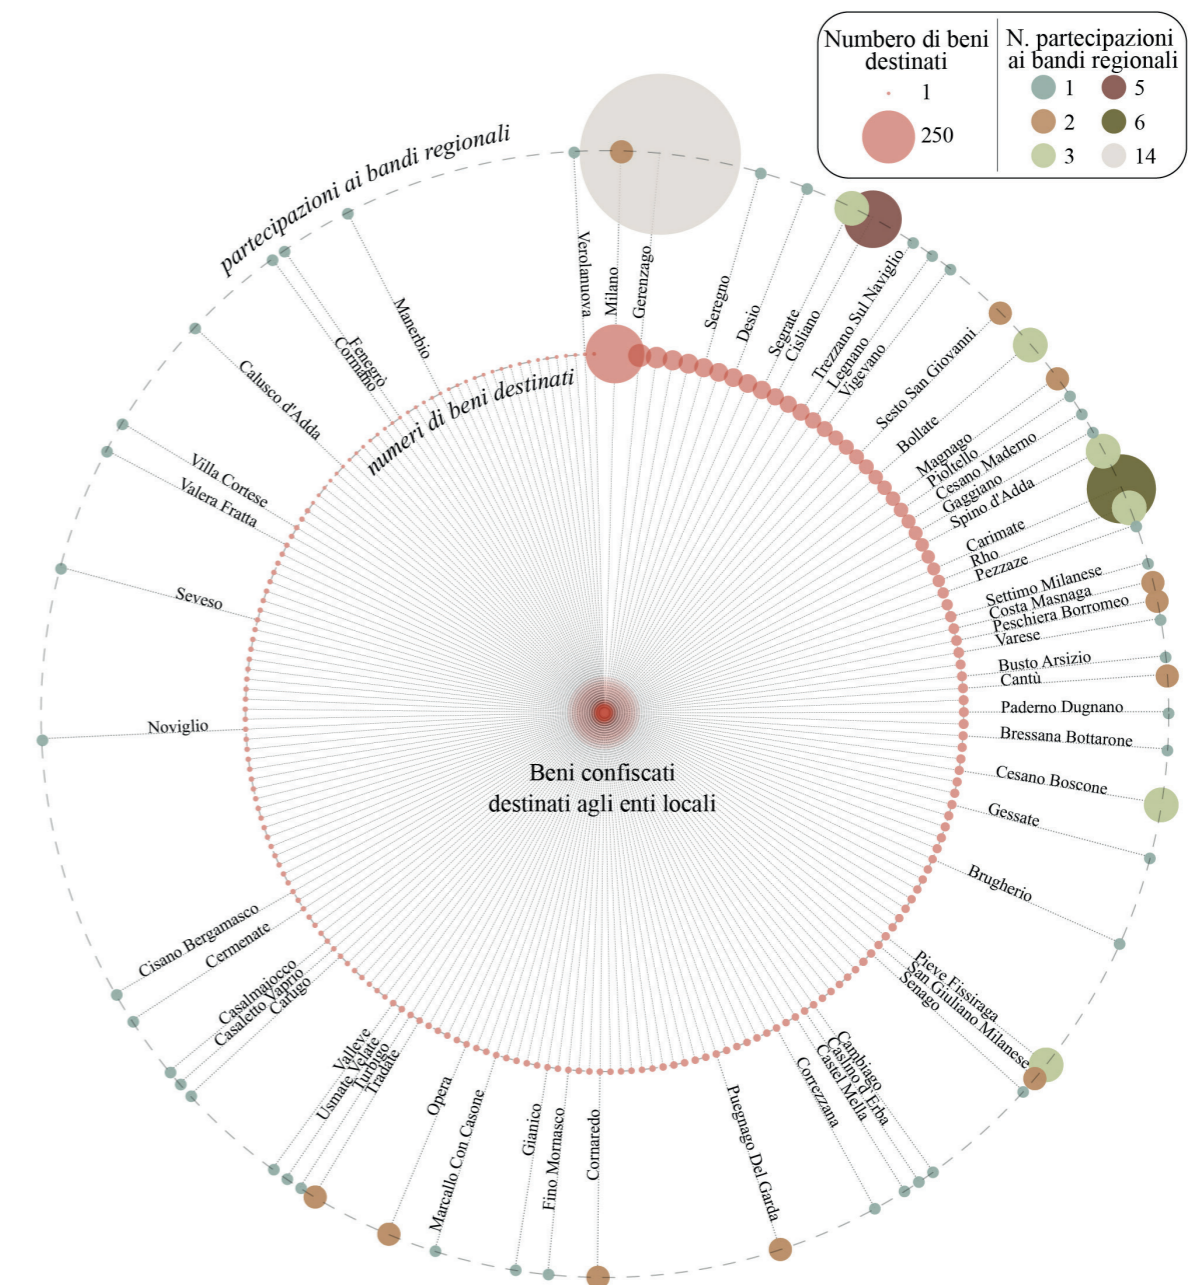 Numbero di beni
destinati
1
250
N. partecipazioni
ai bandi regionali
1
2
3
5
6
14
partecipazioni ai bandi regionali
numeri di beni destinati
Verolanuova
Milano
Gerenzago
Seregno
Desio
Segrate
Cisliano
Trezzano Sul Naviglio
Legnano
Vigevano
Sesto San Giovanni
Bollate
Magnago
Pioltello
Cesano Maderno
Gaggiano
Spino d'Adda
Carimate
Rho
Pezzaze
Settimo Milanese
Costa Masnaga
Peschiera Borromeo
Varese
Busto Arsizio
Cantù
Paderno Dugnano
Bressana Bottarone
Cesano Boscone
Gessate
Brugherio
Pieve Fissiraga
San Giuliano Milanese
Senago
Cambiago
Caslino d'Erba
Castel Mella
Correzzana
Puegnago Del Garda
Cornaredo
Fino Mornasco
Gianico
Marcallo Con Casone
Opera
Tradate
Turbigo
Usmate Velate
Valleve
Carugo
Casaletto Vaprio
Casalmaiocco
Cermenate
Cisano Bergamasco
Noviglio
Seveso
Valera Fratta
Villa Cortese
Calusco d'Adda
Cormano
Fenegrò
Manerbio
Beni confiscati
destinati agli enti locali